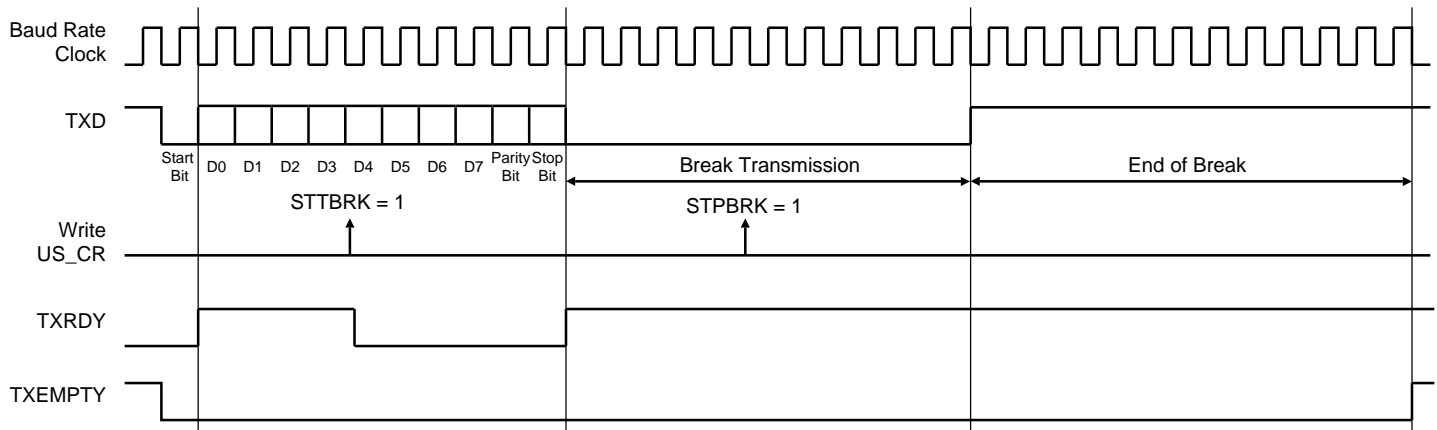 Baud Rate
Clock
TXD
Start
Bit
D0 D1 D2 D3 D4 D5 D6 D7
Parity
Bit
Stop
Bit
Break Transmission
End of Break
STTBRK = 1
STPBRK = 1
Write
US_CR
TXRDY
TXEMPTY